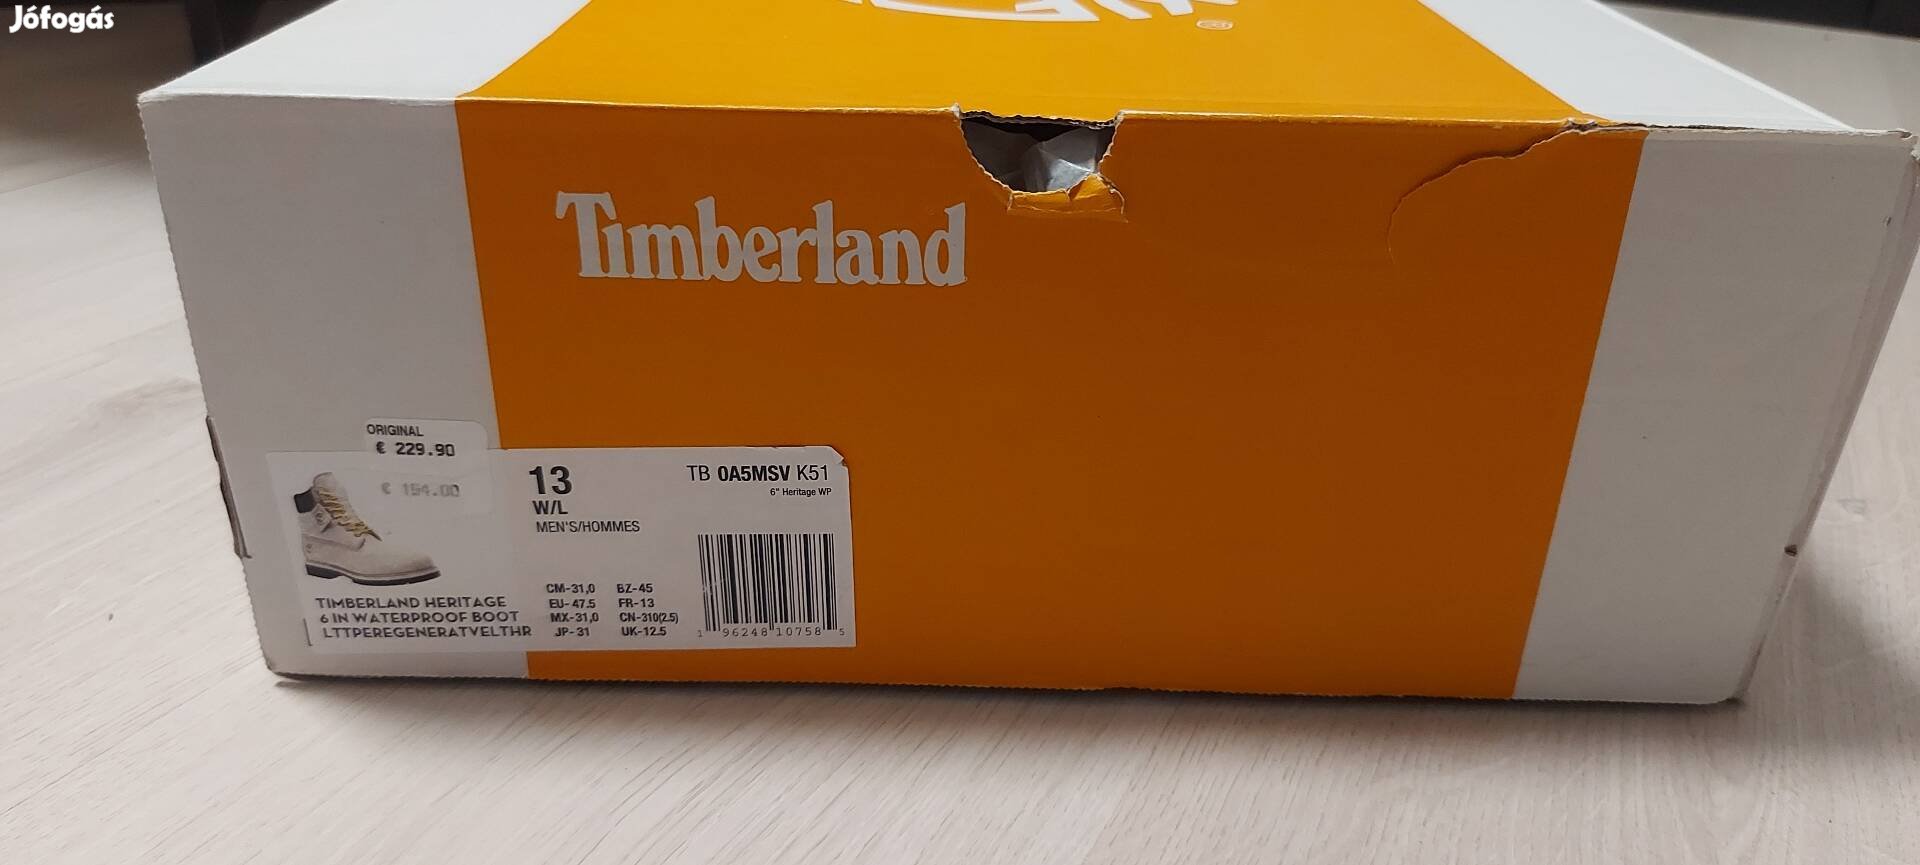 Jófogás
®
Timberland
ORIGINAL
€ 229.90
€ 154.00
13
W/L
MEN'S/HOMMES
TB 0A5MSV K51
6" Heritage WP
CM-31,0 BZ-45
EU-47.5 FR-13
MX-31,0 CN-310(2.5)
JP-31 UK-12.5
TIMBERLAND HERITAGE
6 IN WATERPROOF BOOT
LTTPEREGENERATVELTHR
1 96248 10758 5